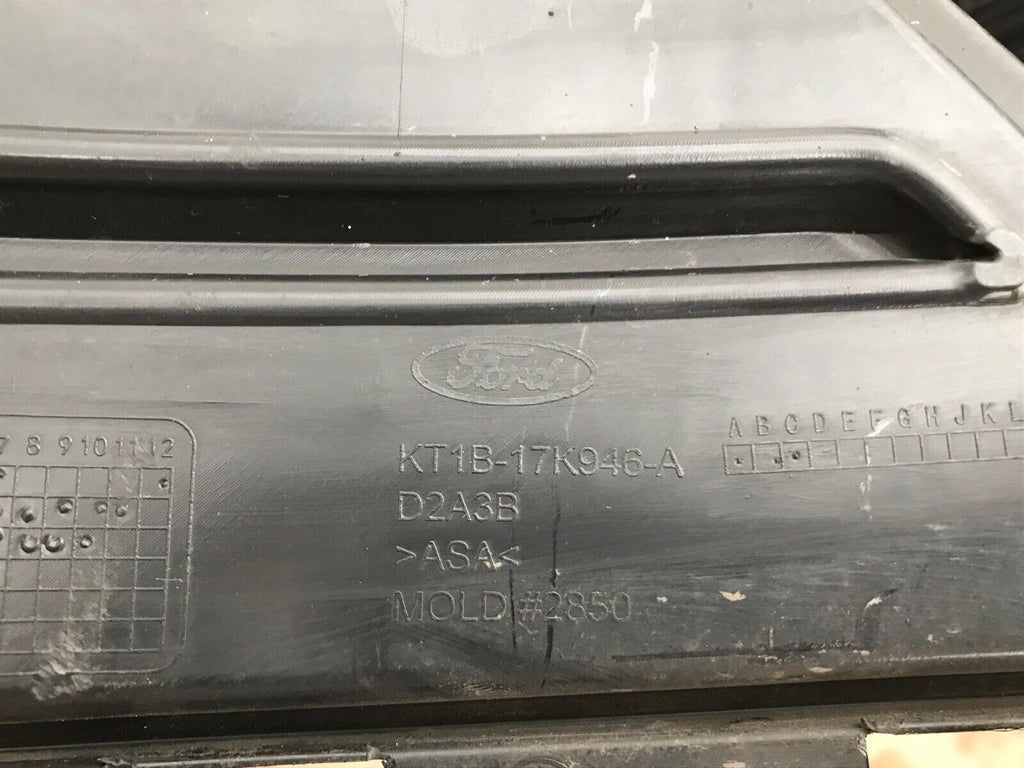 Ford
A B C D E F G H J K L
7 8 9 10 11 12
KT1B-17K946-A
D2A3B
>ASA<
MOLD #2850